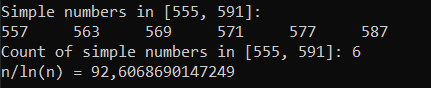 Simple numbers in [555, 591]:
557 563 569 571 577 587
Count of simple numbers in [555, 591]: 6
n/ln(n) = 92,6068690147249